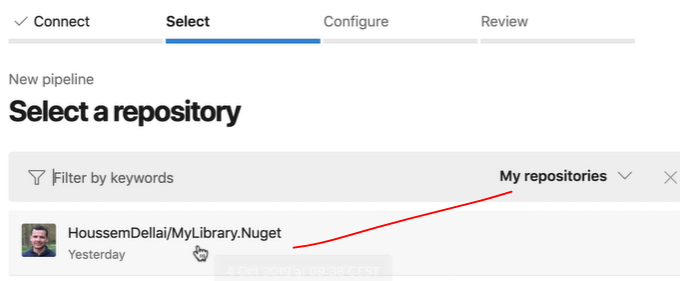 Connect
Select
Configure
Review
New pipeline
Select a repository
Filter by keywords
My repositories
HoussemDellai/MyLibrary.Nuget
Yesterday